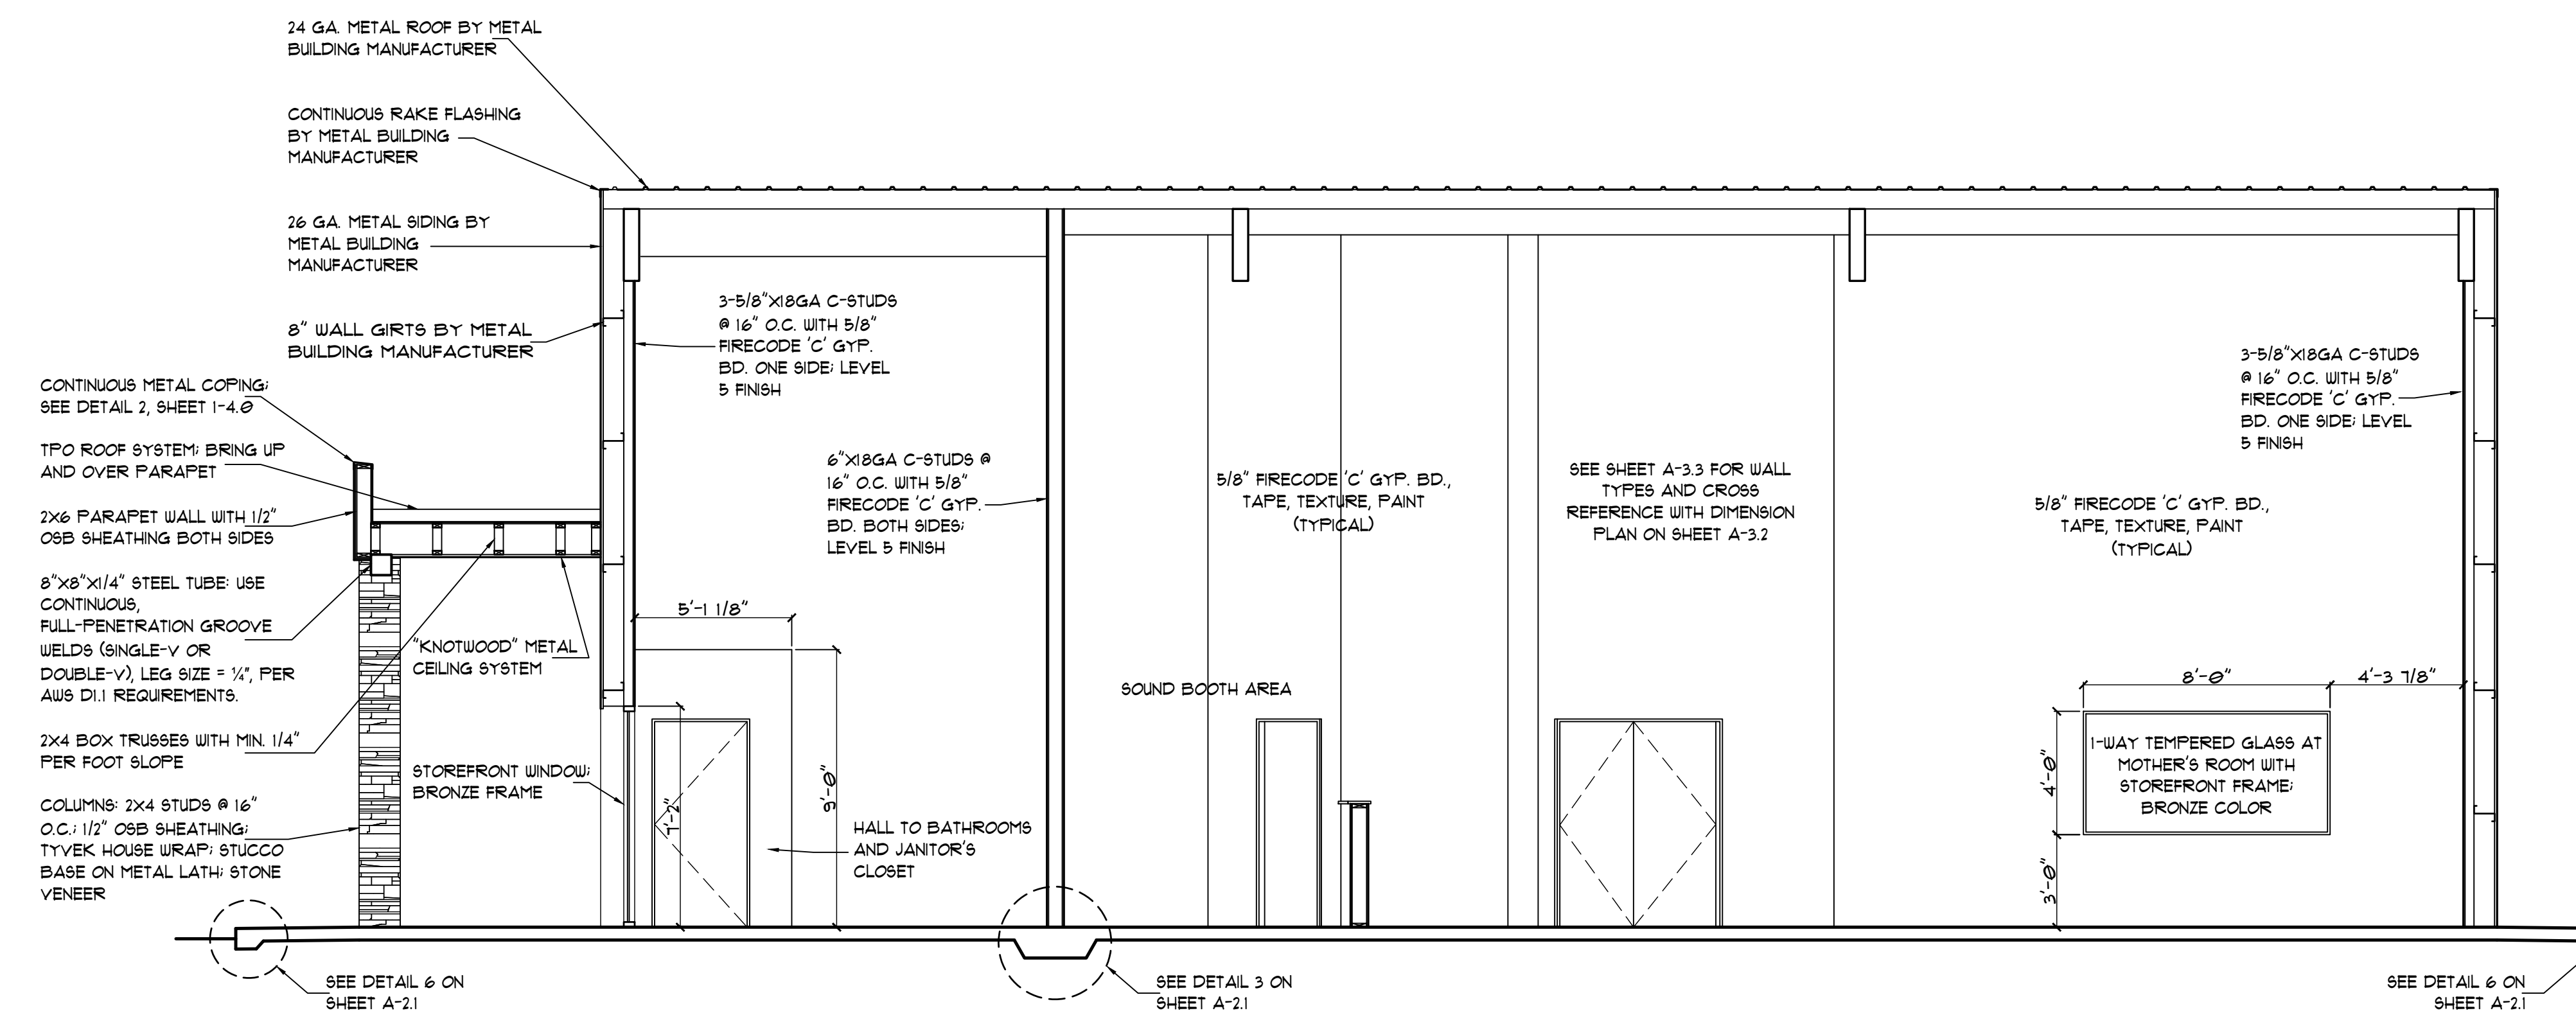 24 GA. METAL ROOF BY METAL
BUILDING MANUFACTURER
CONTINUOUS RAKE FLASHING
BY METAL BUILDING
MANUFACTURER
26 GA. METAL SIDING BY
METAL BUILDING
MANUFACTURER
8" WALL GIRTS BY METAL
BUILDING MANUFACTURER
CONTINUOUS METAL COPING;
SEE DETAIL 2, SHEET 1-4.0
TPO ROOF SYSTEM; BRING UP
AND OVER PARAPET
2X6 PARAPET WALL WITH 1/2"
OSB SHEATHING BOTH SIDES
8"X8"X1/4" STEEL TUBE: USE
CONTINUOUS,
FULL-PENETRATION GROOVE
WELDS (SINGLE-V OR
DOUBLE-V), LEG SIZE = ¼", PER
AWS D1.1 REQUIREMENTS.
2X4 BOX TRUSSES WITH MIN. 1/4"
PER FOOT SLOPE
COLUMNS: 2X4 STUDS @ 16"
O.C.; 1/2" OSB SHEATHING;
TYVEK HOUSE WRAP; STUCCO
BASE ON METAL LATH; STONE
VENEER
"KNOTWOOD" METAL
CEILING SYSTEM
STOREFRONT WINDOW;
BRONZE FRAME
3-5/8"X18GA C-STUDS
@ 16" O.C. WITH 5/8"
FIRECODE 'C' GYP.
BD. ONE SIDE; LEVEL
5 FINISH
6"X18GA C-STUDS @
16" O.C. WITH 5/8"
FIRECODE 'C' GYP.
BD. BOTH SIDES;
LEVEL 5 FINISH
5'-1 1/8"
7'-2"
9'-0"
HALL TO BATHROOMS
AND JANITOR'S
CLOSET
5/8" FIRECODE 'C' GYP. BD.,
TAPE, TEXTURE, PAINT
(TYPICAL)
SOUND BOOTH AREA
SEE SHEET A-3.3 FOR WALL
TYPES AND CROSS
REFERENCE WITH DIMENSION
PLAN ON SHEET A-3.2
3-5/8"X18GA C-STUDS
@ 16" O.C. WITH 5/8"
FIRECODE 'C' GYP.
BD. ONE SIDE; LEVEL
5 FINISH
5/8" FIRECODE 'C' GYP. BD.,
TAPE, TEXTURE, PAINT
(TYPICAL)
8'-0"
4'-3 7/8"
4'-0"
3'-0"
1-WAY TEMPERED GLASS AT
MOTHER'S ROOM WITH
STOREFRONT FRAME;
BRONZE COLOR
SEE DETAIL 6 ON
SHEET A-2.1
SEE DETAIL 3 ON
SHEET A-2.1
SEE DETAIL 6 ON
SHEET A-2.1